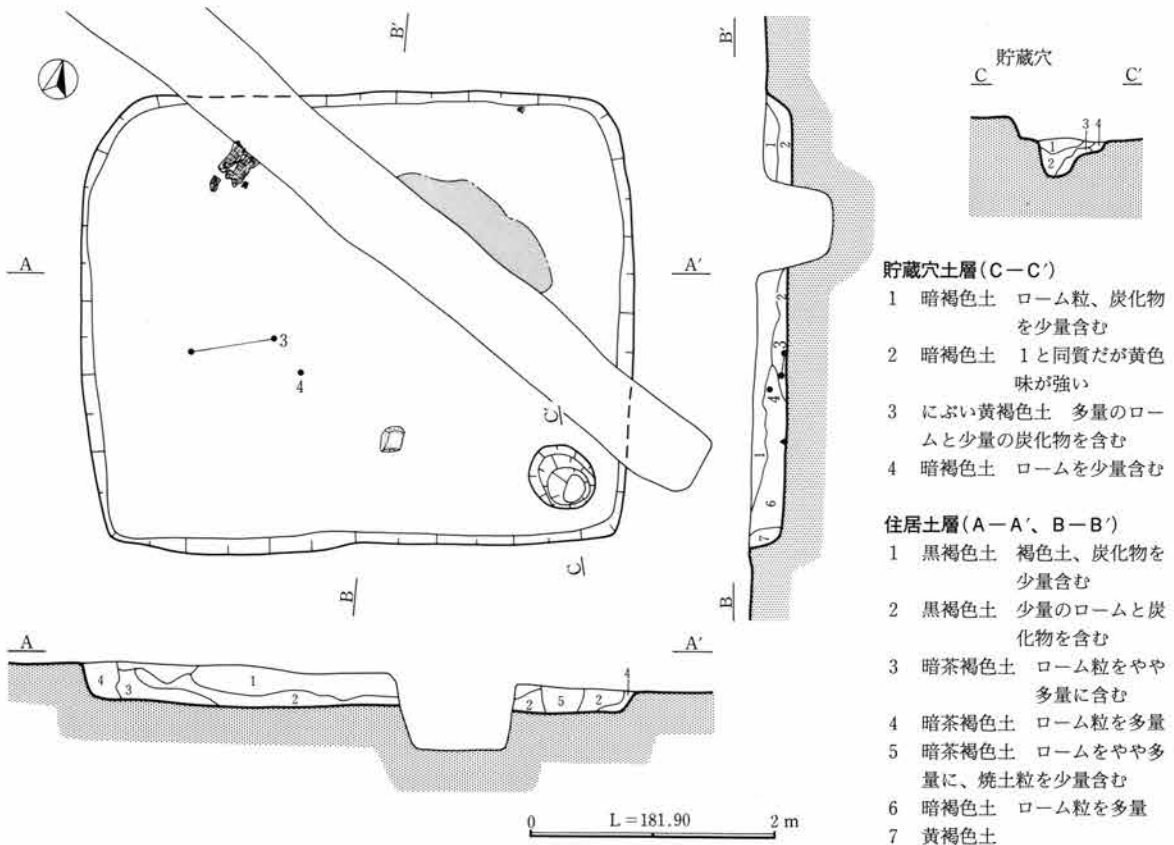 B'
3
4
A
A'
C'
C
B
B'
1
2
2
3
4
1
6
7
B
貯蔵穴
C
C'
3
4
1
2
貯蔵穴土層(C－C′)
1 暗褐色土 ローム粒、炭化物
を少量含む
2 暗褐色土 1と同質だが黄色
味が強い
3 にぶい黄褐色土 多量のロー
ムと少量の炭化物を含む
4 暗褐色土 ロームを少量含む
住居土層(A－A′、B－B′)
1 黒褐色土 褐色土、炭化物を
少量含む
2 黒褐色土 少量のロームと炭
化物を含む
3 暗茶褐色土 ローム粒をやや
多量に含む
4 暗茶褐色土 ローム粒を多量
5 暗茶褐色土 ロームをやや多
量に、焼土粒を少量含む
6 暗褐色土 ローム粒を多量
7 黄褐色土
A
A'
4
3
1
2
2
5
2
4
0 L＝181.90 2 m